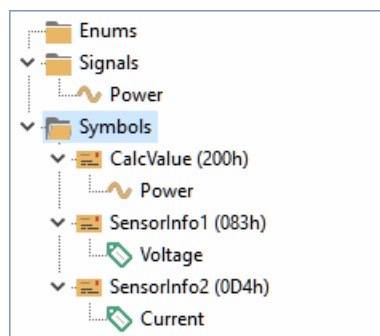 Enums
Signals
Power
Symbols
CalcValue (200h)
Power
SensorInfo1 (083h)
Voltage
SensorInfo2 (0D4h)
Current